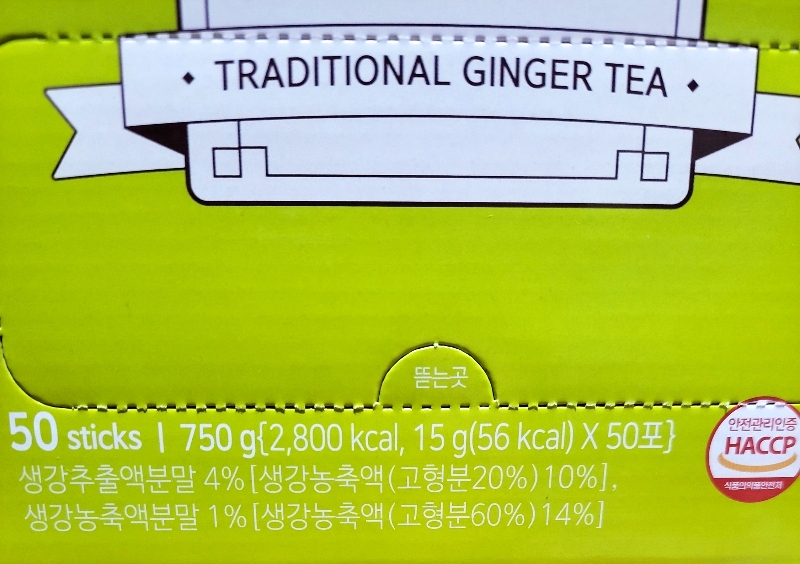 ◆ TRADITIONAL GINGER TEA ◆
뜯는곳
50 sticks | 750 g{2,800 kcal, 15 g(56 kcal) X 50포}
생강추출액분말 4% [생강농축액(고형분20%)10%],
생강농축액분말 1% [생강농축액(고형분60%)14%]
안전관리인증
HACCP
식품의약품안전처